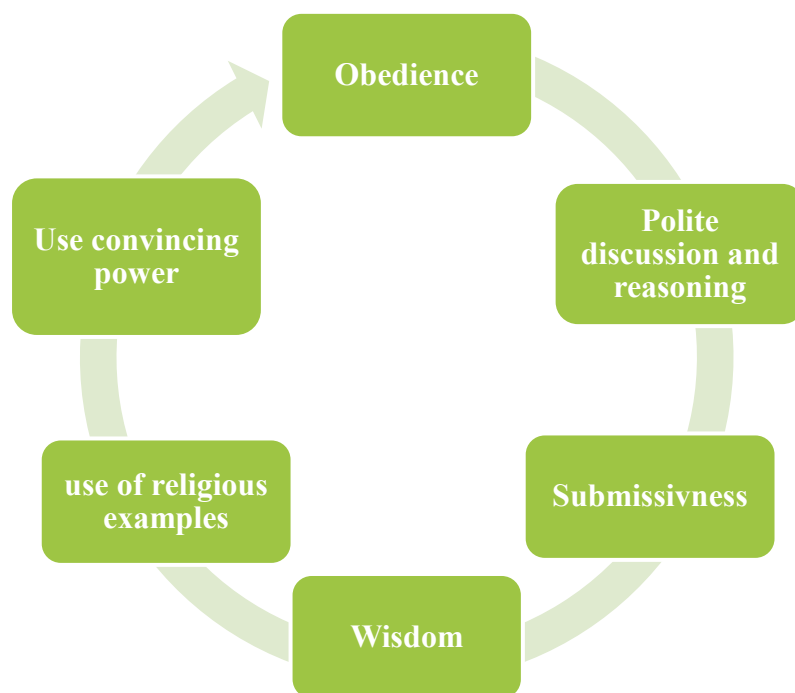 Obedience
Polite
discussion and
reasoning
Submissivness
Wisdom
use of religious
examples
Use convincing
power